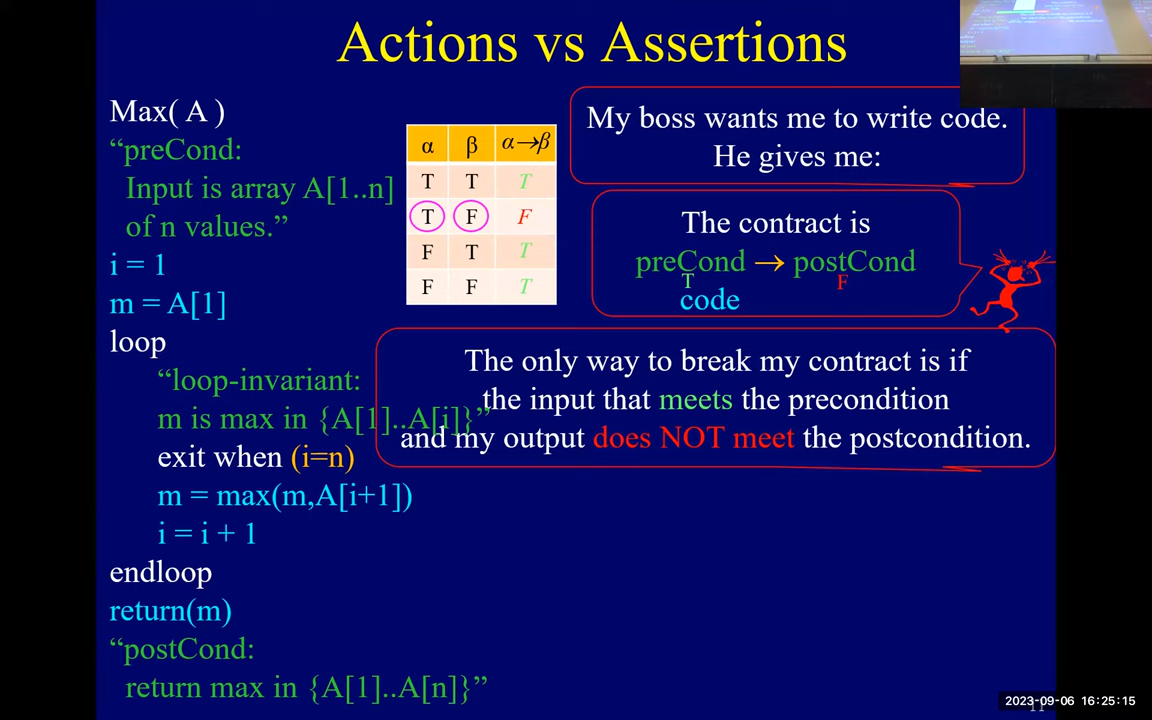 Actions vs Assertions
Max( A )
“preCond:
Input is array A[1..n]
of n values.”
i = 1
m = A[1]
loop
“loop-invariant:
m is max in {A[1]..A[i]}”
exit when (i=n)
m = max(m,A[i+1])
i = i + 1
endloop
return(m)
“postCond:
return max in {A[1]..A[n]}”
α β α→β
T T T
T F F
F T T
F F T
My boss wants me to write code.
He gives me:
The contract is
preCond → postCond
T F
code
The only way to break my contract is if
the input that meets the precondition
and my output does NOT meet the postcondition.
2023-09-06 16:25:15
11